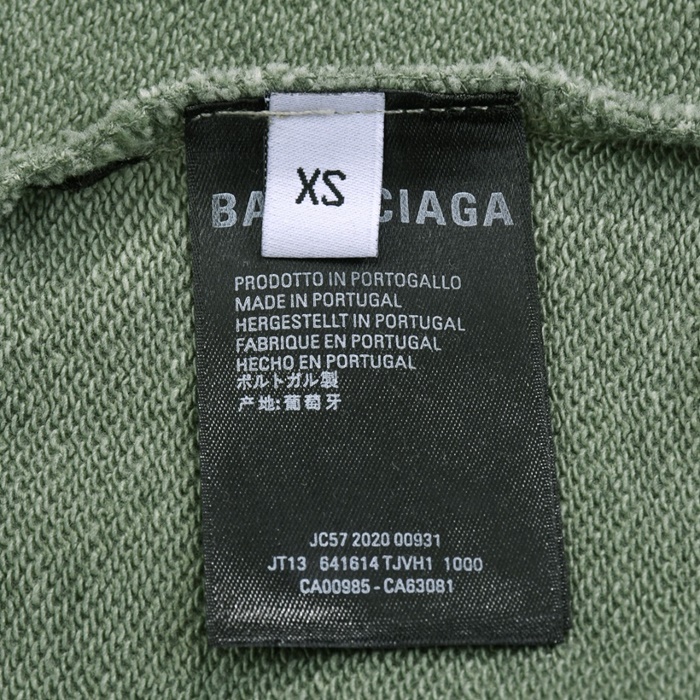 XS
BA CIAGA
PRODOTTO IN PORTOGALLO
MADE IN PORTUGAL
HERGESTELLT IN PORTUGAL
FABRIQUE EN PORTUGAL
HECHO EN PORTUGAL
ポルトガル製
产地:葡萄牙
JC57 2020 00931
JT13 641614 TJVH1 1000
CA00985 - CA63081